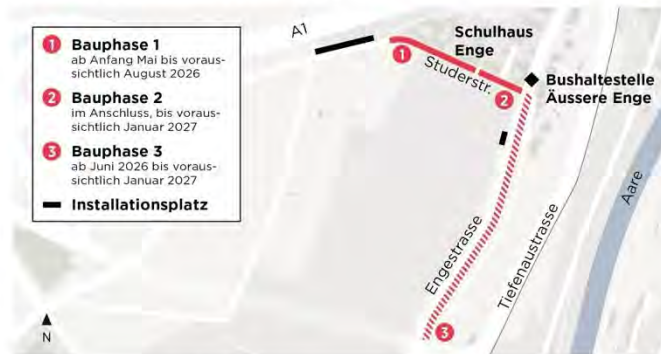 1 Bauphase 1
ab Anfang Mai bis voraus-
sichtlich August 2026
2 Bauphase 2
im Anschluss, bis voraus-
sichtlich Januar 2027
3 Bauphase 3
ab Juni 2026 bis voraus-
sichtlich Januar 2027
Installationsplatz
A1
1
Schulhaus
Enge
Studerstr.
2
Bushaltestelle
Äussere Enge
Engestrasse
Tiefenaustrasse
Aare
3
N